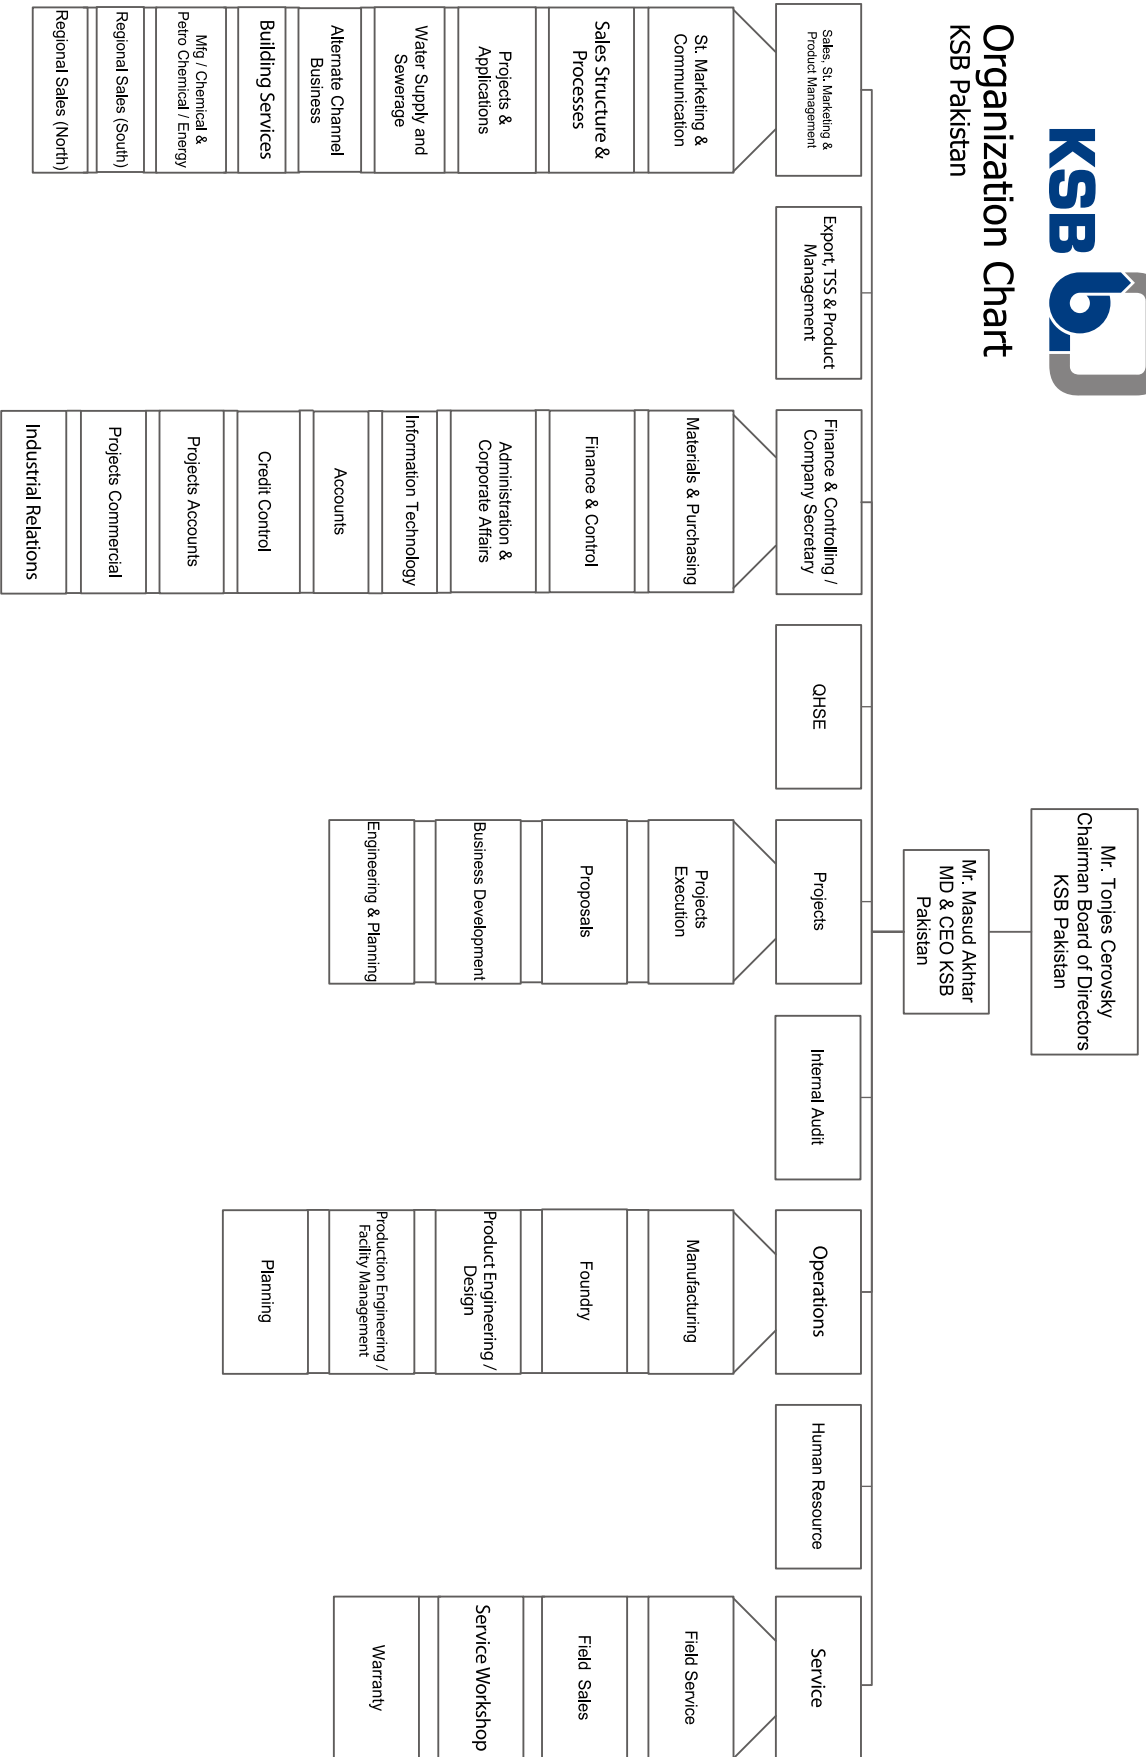 KSB
Organization Chart
KSB Pakistan
Mr. Tonjes Cerovsky
Chairman Board of Directors
KSB Pakistan
Mr. Masud Akhtar
MD & CEO KSB
Pakistan
Sales, St. Marketing &
Product Management
St. Marketing &
Communication
Sales Structure &
Processes
Projects &
Applications
Water Supply and
Sewerage
Alternate Channel
Business
Building Services
Mfg / Chemical &
Petro Chemical / Energy
Regional Sales (South)
Regional Sales (North)
Export, TSS & Product
Management
Finance & Controlling /
Company Secretary
Materials & Purchasing
Finance & Control
Administration &
Corporate Affairs
Information Technology
Accounts
Credit Control
Projects Accounts
Projects Commercial
Industrial Relations
QHSE
Projects
Projects
Execution
Proposals
Business Development
Engineering & Planning
Internal Audit
Operations
Manufacturing
Foundry
Product Engineering /
Design
Production Engineering /
Facility Management
Planning
Human Resource
Service
Field Service
Field Sales
Service Workshop
Warranty